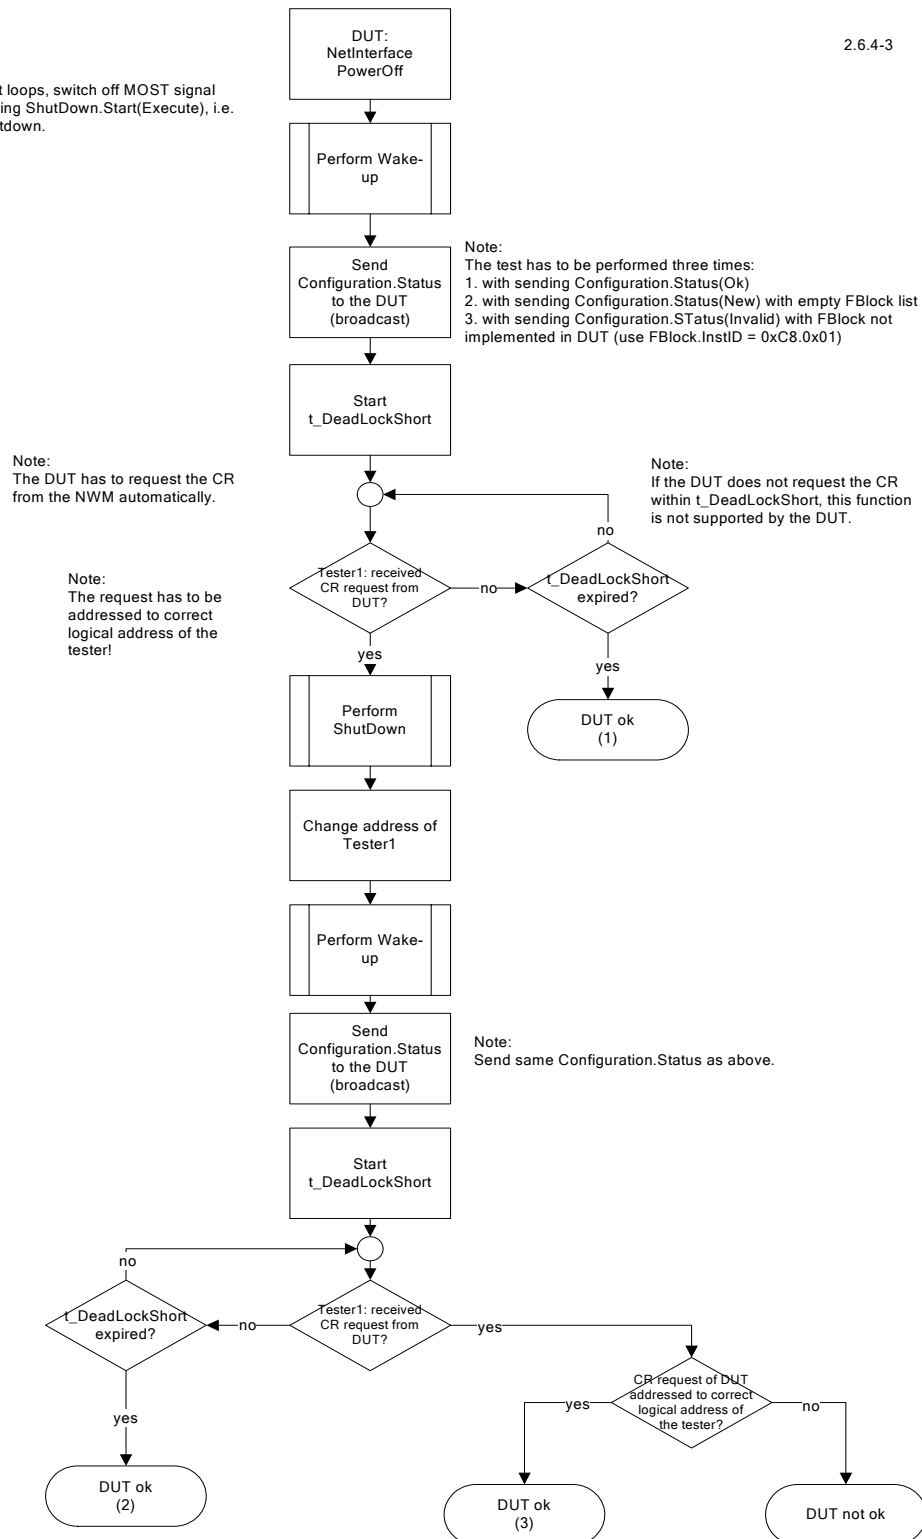 DUT:
NetInterface
PowerOff
2.6.4-3
loops, switch off MOST signal
ShutDown.Start(Execute), i.e.
Perform Wake-
up
Send
Configuration.Status
to the DUT
(broadcast)
Note:
The test has to be performed three times:
1. with sending Configuration.Status(Ok)
2. with sending Configuration.Status(New) with empty FBlock list
3. with sending Configuration.STatus(Invalid) with FBlock not
implemented in DUT (use FBlock.InstID = 0xC8.0x01)
Start
t_DeadLockShort
Note:
The DUT has to request the CR
from the NWM automatically.
Note:
If the DUT does not request the CR
within t_DeadLockShort, this function
is not supported by the DUT.
no
Note:
The request has to be
addressed to correct
logical address of the
tester!
Tester1: received
CR request from
DUT?
no
t_DeadLockShort
expired?
yes
yes
Perform
ShutDown
DUT ok
(1)
Change address of
Tester1
Perform Wake-
up
Send
Configuration.Status
to the DUT
(broadcast)
Note:
Send same Configuration.Status as above.
Start
t_DeadLockShort
no
t_DeadLockShort
expired?
no
Tester1: received
CR request from
DUT?
yes
CR request of DUT
addressed to correct
logical address of
the tester?
yes
no
yes
DUT ok
(2)
DUT ok
(3)
DUT not ok